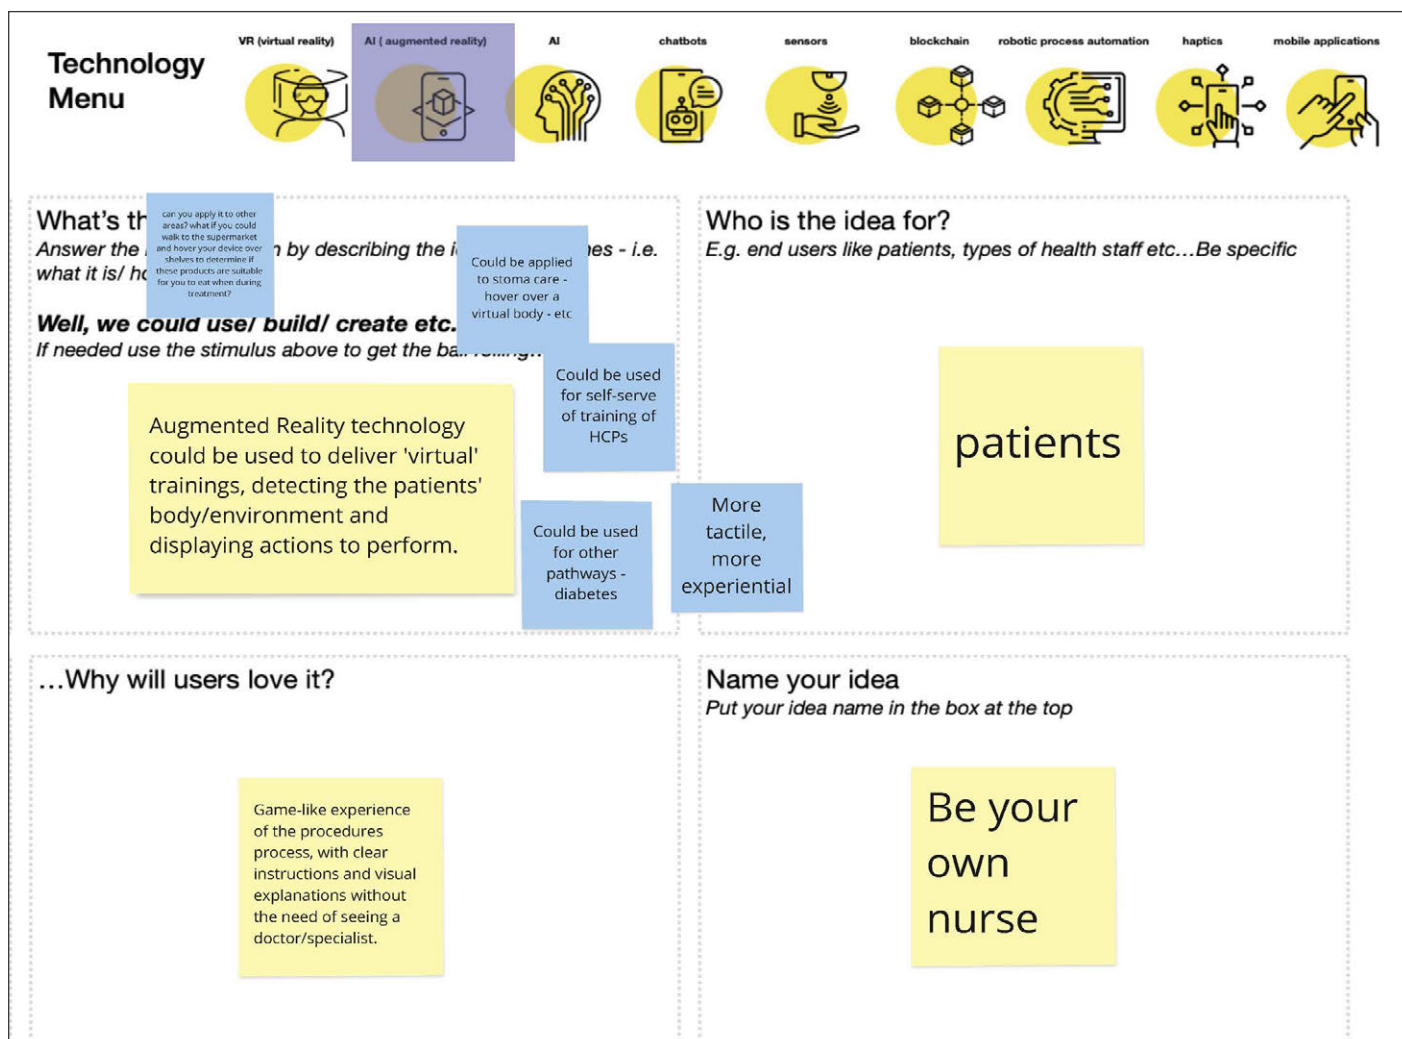 Technology
Menu
VR (virtual reality)
AI ( augmented reality)
AI
chatbots
sensors
blockchain
robotic process automation
haptics
mobile applications
What's th
Answer the
n by describing the
nes - i.e.
what it is/
Well, we could use/ build/ create etc.
If needed use the stimulus above to get the ball rolling..
can you apply it to other
areas? what if you could
walk to the supermarket
and hover your device over
shelves to determine if
these products are suitable
for you to eat when during
treatment?
Could be applied
to stoma care -
hover over a
virtual body - etc
Could be used
for self-serve
of training of
HCPs
Augmented Reality technology
could be used to deliver 'virtual'
trainings, detecting the patients'
body/environment and
displaying actions to perform.
Could be used
for other
pathways -
diabetes
More
tactile,
more
experiential
Who is the idea for?
E.g. end users like patients, types of health staff etc...Be specific
patients
...Why will users love it?
Game-like experience
of the procedures
process, with clear
instructions and visual
explanations without
the need of seeing a
doctor/specialist.
Name your idea
Put your idea name in the box at the top
Be your
own
nurse